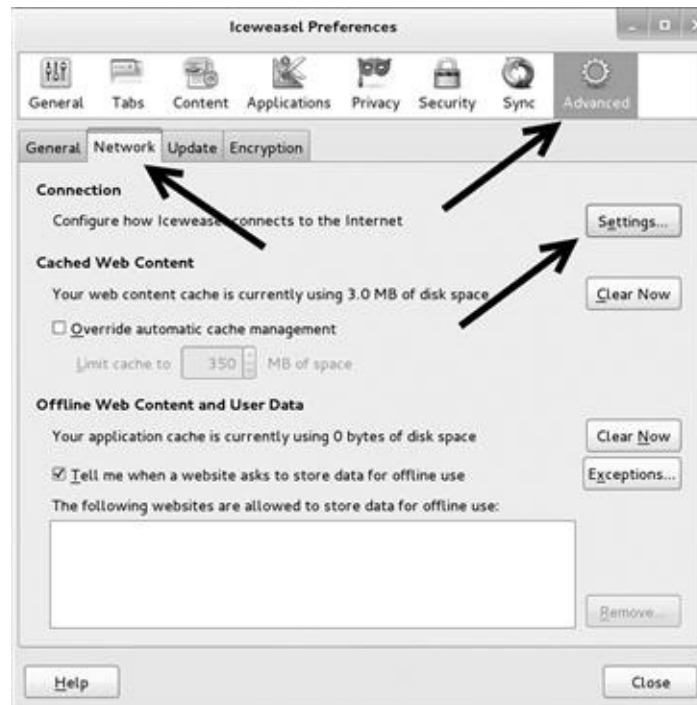 Iceweasel Preferences
General Tabs Content Applications Privacy Security Sync Advanced
General Network Update Encryption
Connection
Configure how Iceweasel connects to the Internet Settings...
Cached Web Content
Your web content cache is currently using 3.0 MB of disk space Clear Now
Override automatic cache management
Limit cache to 350 MB of space
Offline Web Content and User Data
Your application cache is currently using 0 bytes of disk space Clear Now
Tell me when a website asks to store data for offline use Exceptions...
The following websites are allowed to store data for offline use:
Remove...
Help Close